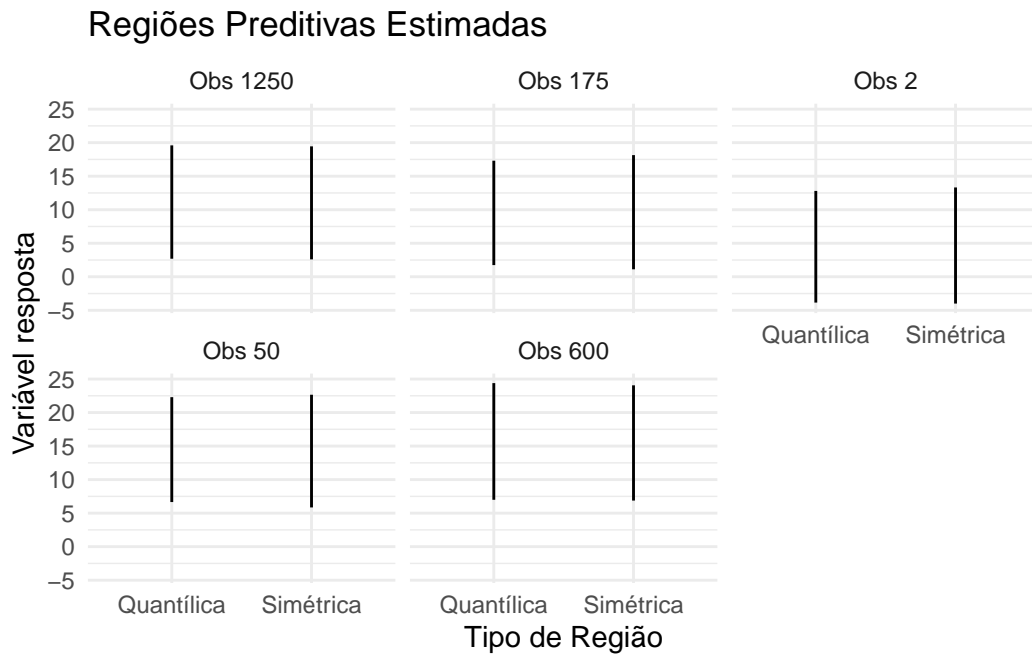 Regiões Preditivas Estimadas
Obs 1250
Obs 175
Obs 2
25
20
15
10
5
0
−5
Quantílica
Simétrica
Obs 50
Obs 600
25
20
15
10
5
0
−5
Quantílica
Simétrica
Quantílica
Simétrica
Variável resposta
Tipo de Região